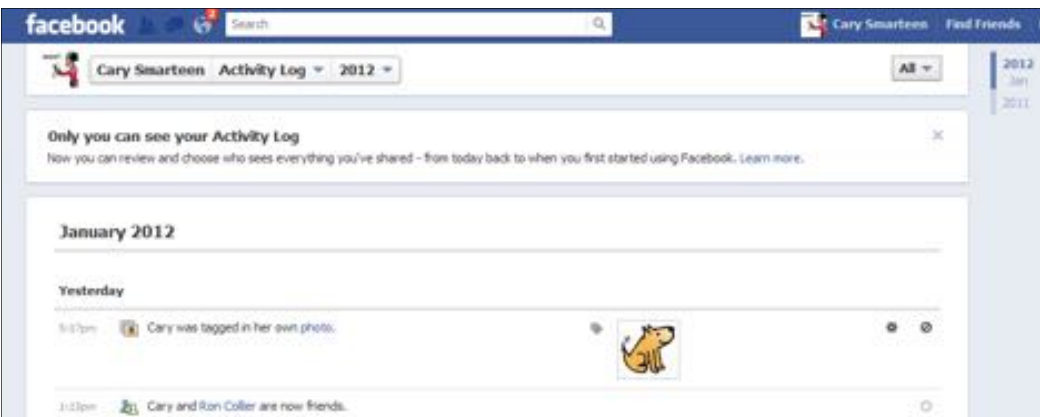 facebook 2 Search Cary Smarteen Find Friends
Cary Smarteen Activity Log 2012 All
2012
Jan
2011
Only you can see your Activity Log
Now you can review and choose who sees everything you've shared - from today back to when you first started using Facebook. Learn more.
January 2012
Yesterday
Cary was tagged in her own photo.
Cary and Ron Collier are now friends.